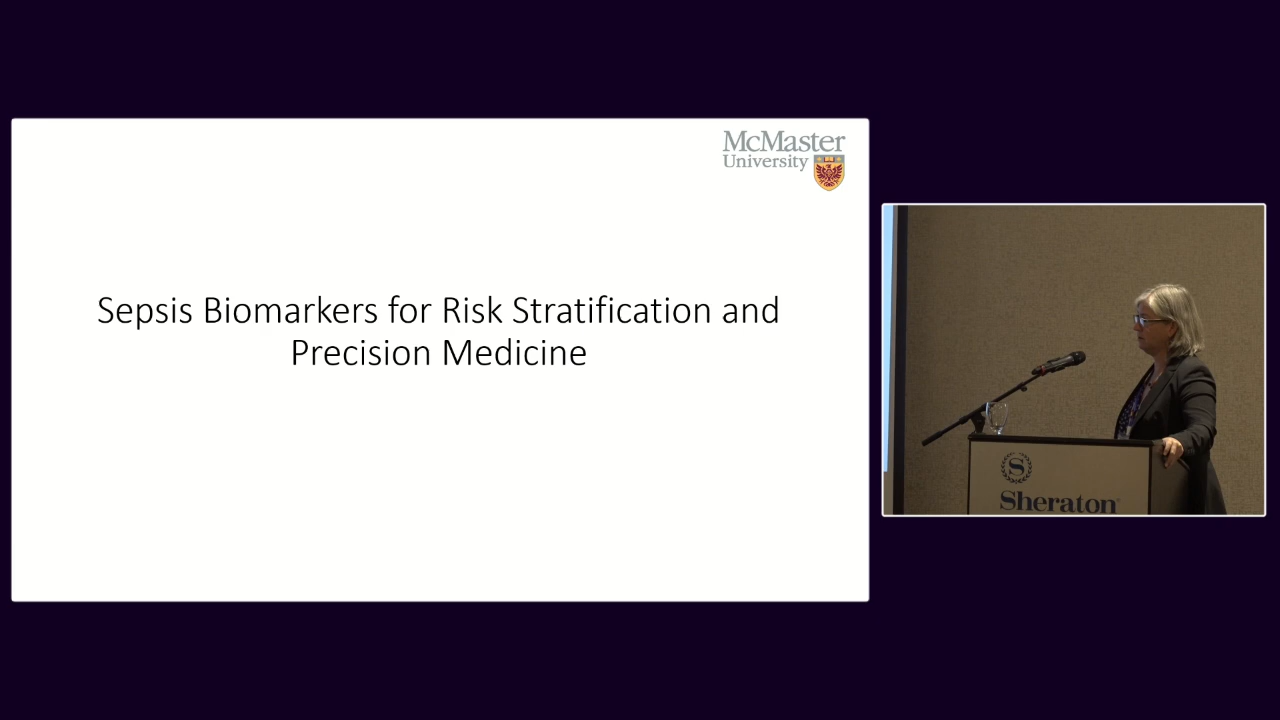 McMaster
University
Sepsis Biomarkers for Risk Stratification and
Precision Medicine
S
Sheraton